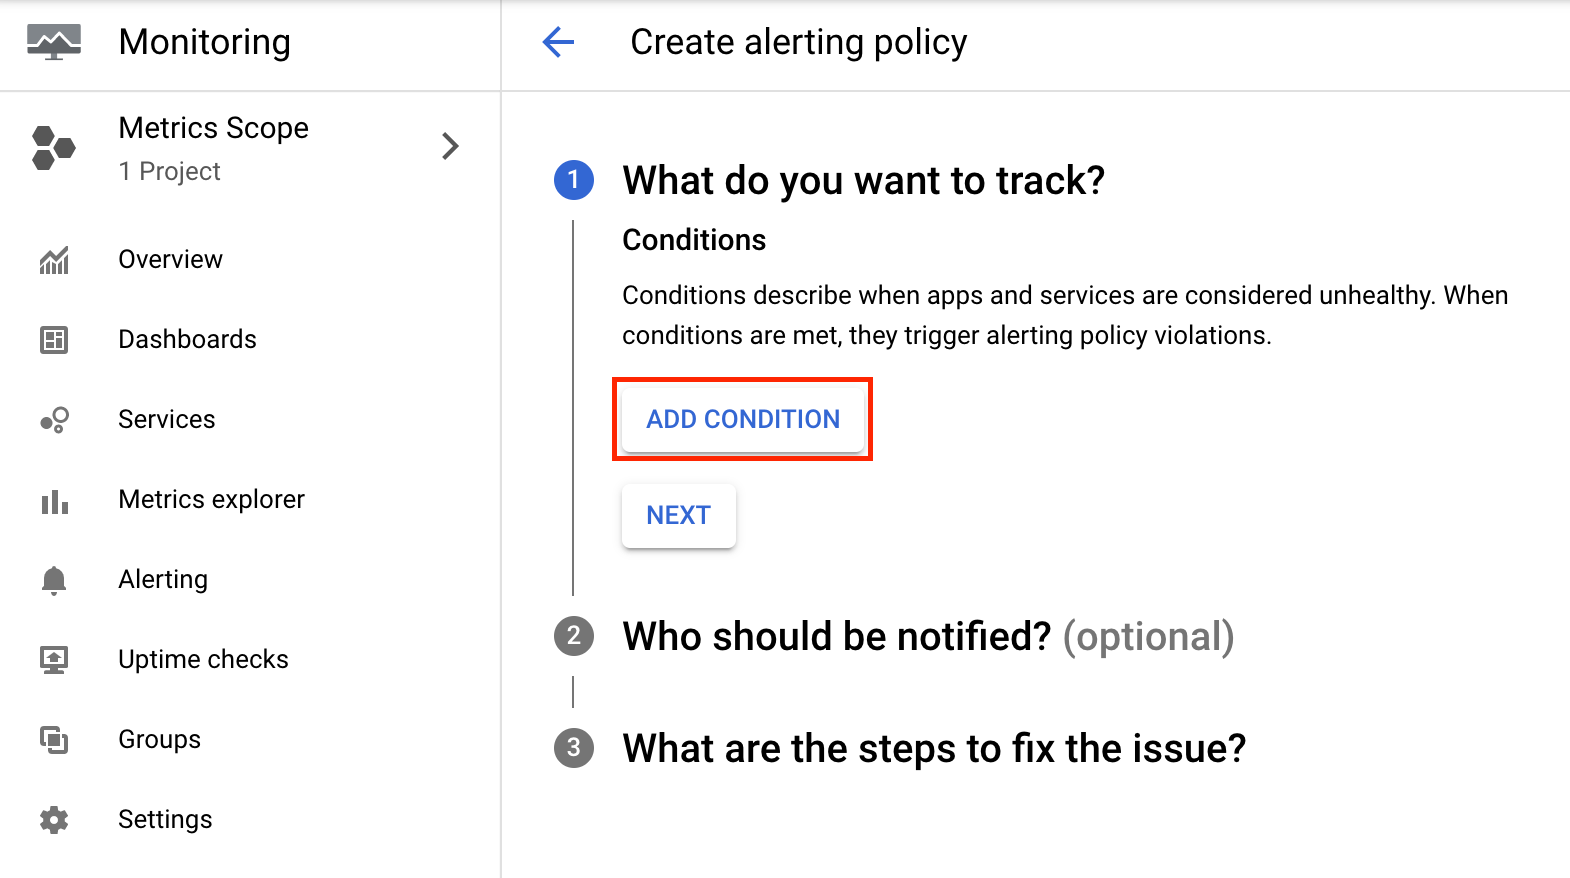 Monitoring
Create alerting policy
Metrics Scope
1 Project
Overview
Dashboards
Services
Metrics explorer
Alerting
Uptime checks
Groups
Settings
1 What do you want to track?
Conditions
Conditions describe when apps and services are considered unhealthy. When
conditions are met, they trigger alerting policy violations.
ADD CONDITION
NEXT
2 Who should be notified? (optional)
3 What are the steps to fix the issue?